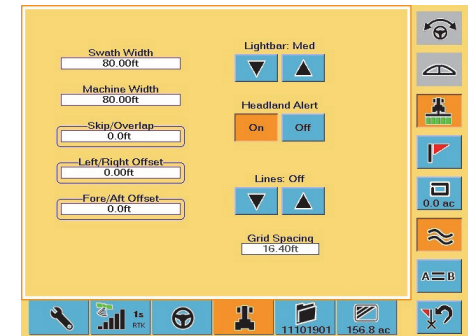 Swath Width
80.00ft
Machine Width
80.00ft
Skip/Overlap
0.0ft
Left/Right Offset
0.00ft
Fore/Aft Offset
0.0ft
Lightbar: Med
Headland Alert
On Off
Lines: Off
Grid Spacing
16.40ft
0.0 ac
A=B
1s
RTK
11101901
156.8 ac